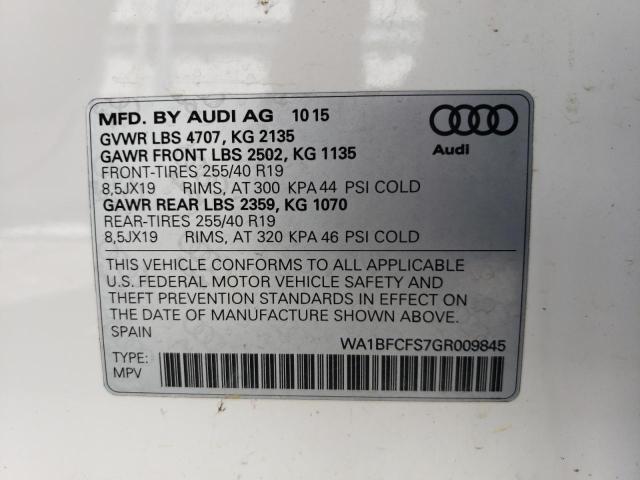 MFD. BY AUDI AG 10 15
GVWR LBS 4707, KG 2135
GAWR FRONT LBS 2502, KG 1135
FRONT-TIRES 255/40 R19
8,5JX19 RIMS, AT 300 KPA 44 PSI COLD
GAWR REAR LBS 2359, KG 1070
REAR-TIRES 255/40 R19
8,5JX19 RIMS, AT 320 KPA 46 PSI COLD
Audi
THIS VEHICLE CONFORMS TO ALL APPLICABLE
U.S. FEDERAL MOTOR VEHICLE SAFETY AND
THEFT PREVENTION STANDARDS IN EFFECT ON
THE DATE OF MANUFACTURE SHOWN ABOVE.
SPAIN
WA1BFCFS7GR009845
TYPE:
MPV